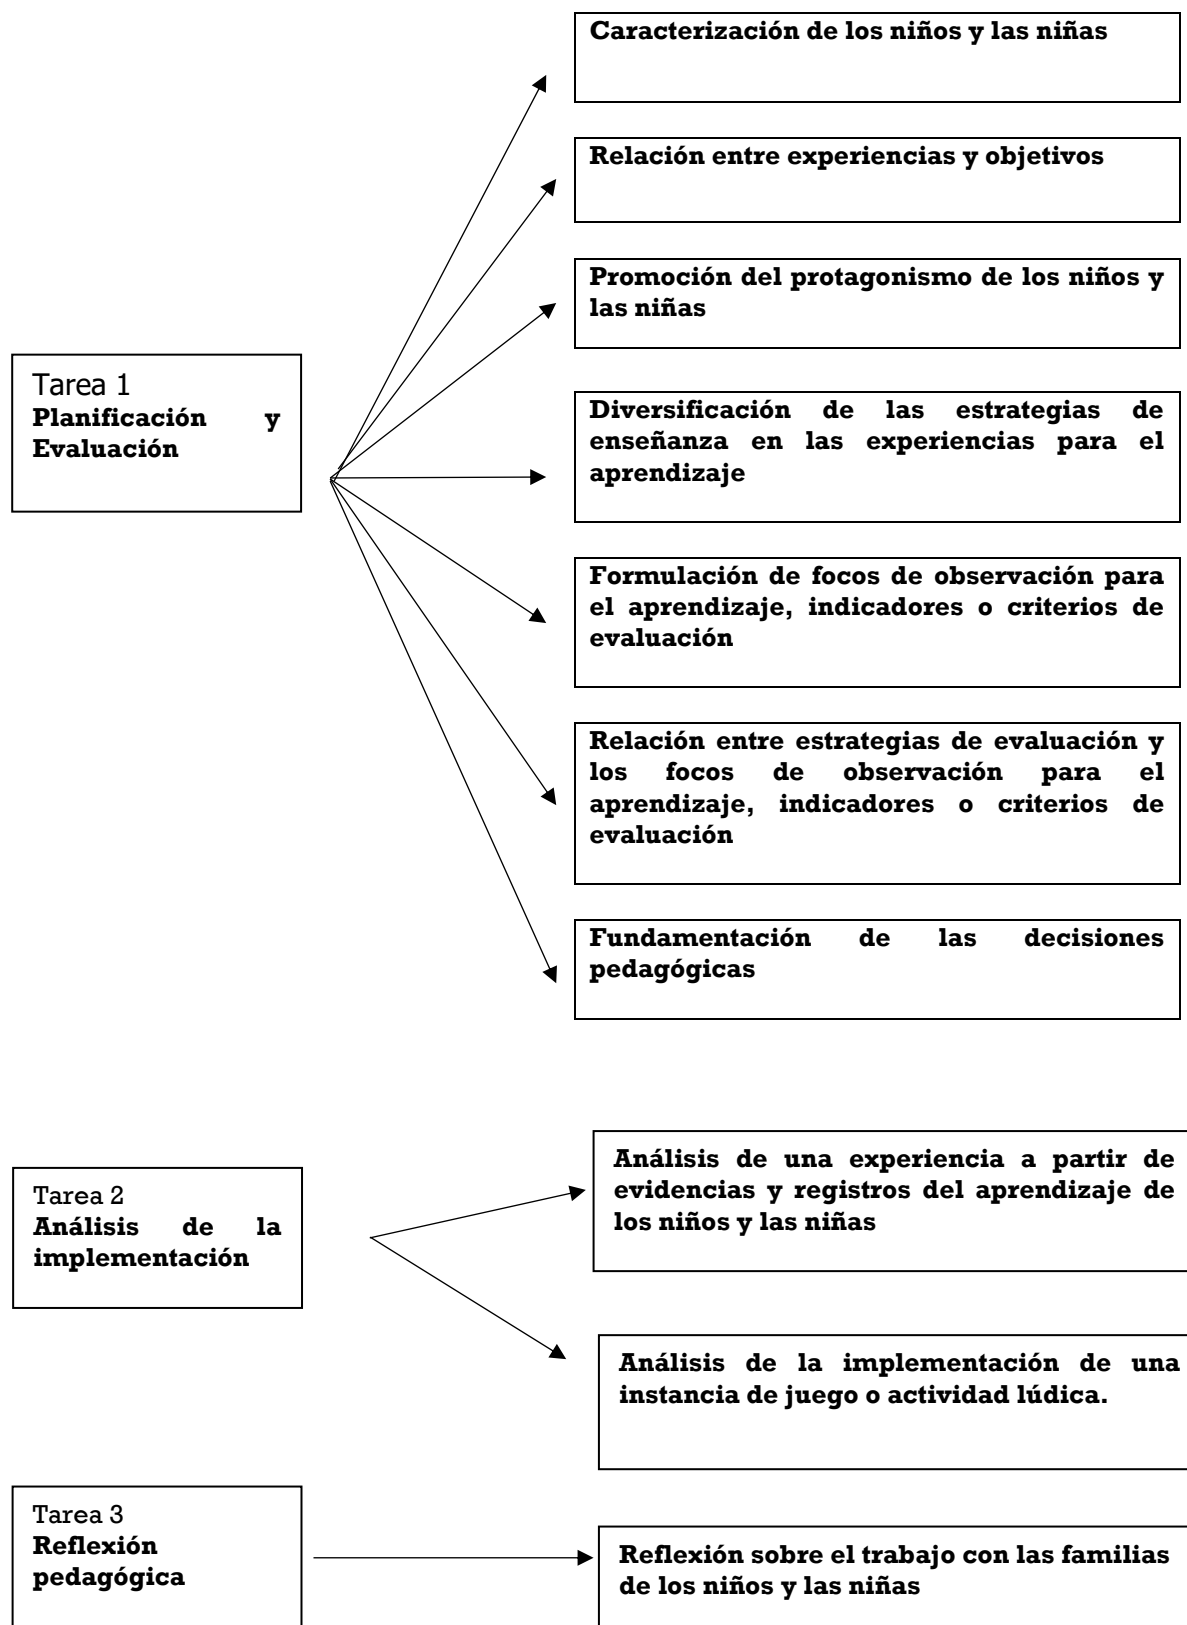 Caracterización de los niños y las niñas
Relación entre experiencias y objetivos
Promoción del protagonismo de los niños y
las niñas
Tarea 1
Planificación y
Evaluación
Diversificación de las estrategias de
enseñanza en las experiencias para el
aprendizaje
Formulación de focos de observación para
el aprendizaje, indicadores o criterios de
evaluación
Relación entre estrategias de evaluación y
los focos de observación para el
aprendizaje, indicadores o criterios de
evaluación
Fundamentación de las decisiones
pedagógicas
Tarea 2
Análisis de la
implementación
Análisis de una experiencia a partir de
evidencias y registros del aprendizaje de
los niños y las niñas
Análisis de la implementación de una
instancia de juego o actividad lúdica.
Tarea 3
Reflexión
pedagógica
Reflexión sobre el trabajo con las familias
de los niños y las niñas